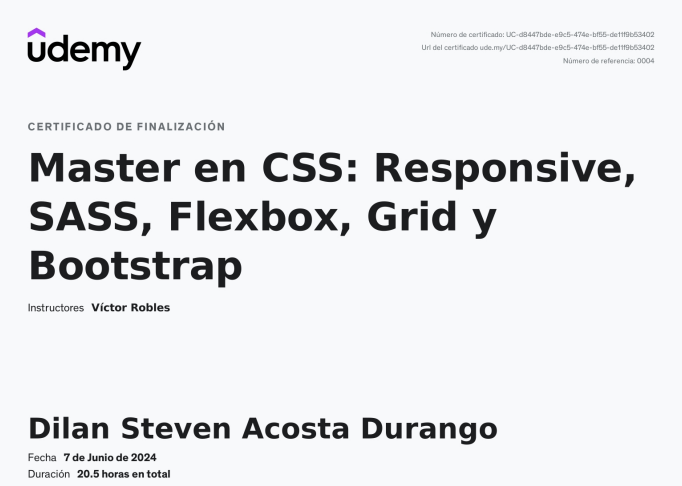 udemy
Número de certificado: UC-d8447bde-e9c5-474e-bf55-de11f9b53402
Url del certificado ude.my/UC-d8447bde-e9c5-474e-bf55-de11f9b53402
Número de referencia: 0004
CERTIFICADO DE FINALIZACIÓN
Master en CSS: Responsive,
SASS, Flexbox, Grid y
Bootstrap
Instructores Víctor Robles
Dilan Steven Acosta Durango
Fecha 7 de Junio de 2024
Duración 20.5 horas en total